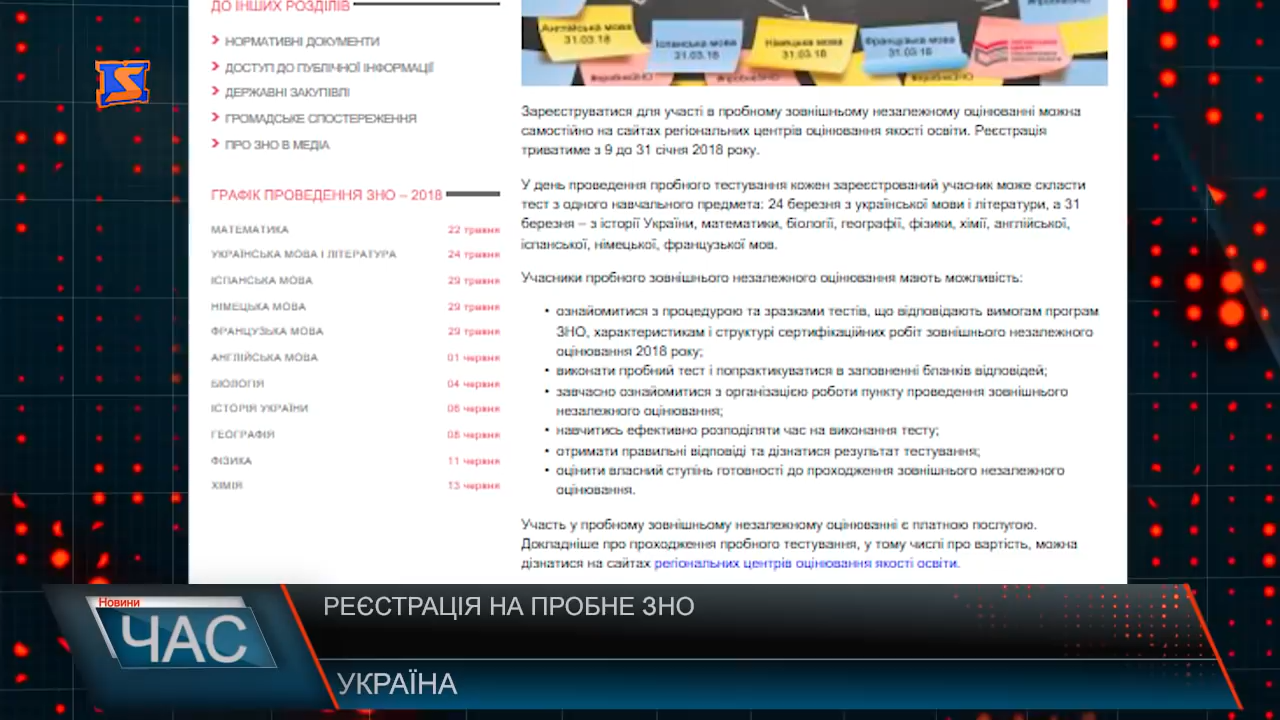 ДО ІНШИХ РОЗДІЛІВ
НОРМАТИВНІ ДОКУМЕНТИ
ДОСТУП ДО ПУБЛІЧНОЇ ІНФОРМАЦІЇ
ДЕРЖАВНІ ЗАКУПІВЛІ
ГРОМАДСЬКЕ СПОСТЕРЕЖЕННЯ
ПРО ЗНО В МЕДІА
ГРАФІК ПРОВЕДЕННЯ ЗНО – 2018
МАТЕМАТИКА 22 травня
УКРАЇНСЬКА МОВА І ЛІТЕРАТУРА 24 травня
ІСПАНСЬКА МОВА 29 травня
НІМЕЦЬКА МОВА 29 травня
ФРАНЦУЗЬКА МОВА 29 травня
АНГЛІЙСЬКА МОВА 01 червня
БІОЛОГІЯ 04 червня
ІСТОРІЯ УКРАЇНИ 06 червня
ГЕОГРАФІЯ 08 червня
ФІЗИКА 11 червня
ХІМІЯ 13 червня
Англійська мова
31.03.18
Іспанська мова
31.03.18
Німецька мова
31.03.18
Французька мова
31.03.18
#пробнеЗНО
#пробнеЗНО
#пробнеЗНО
Зареєструватися для участі в пробному зовнішньому незалежному оцінюванні можна
самостійно на сайтах регіональних центрів оцінювання якості освіти. Реєстрація
триватиме з 9 до 31 січня 2018 року.
У день проведення пробного тестування кожен зареєстрований учасник може скласти
тест з одного навчального предмета: 24 березня з української мови і літератури, а 31
березня – з історії України, математики, біології, географії, фізики, хімії, англійської,
іспанської, німецької, французької мов.
Учасники пробного зовнішнього незалежного оцінювання мають можливість:
• ознайомитися з процедурою та зразками тестів, що відповідають вимогам програм
ЗНО, характеристикам і структурі сертифікаційних робіт зовнішнього незалежного
оцінювання 2018 року;
• виконати пробний тест і попрактикуватися в заповненні бланків відповідей;
• завчасно ознайомитися з організацією роботи пункту проведення зовнішнього
незалежного оцінювання;
• навчитись ефективно розподіляти час на виконання тесту;
• отримати правильні відповіді та дізнатися результат тестування;
• оцінити власний ступінь готовності до проходження зовнішнього незалежного
оцінювання.
Участь у пробному зовнішньому незалежному оцінюванні є платною послугою.
Докладніше про проходження пробного тестування, у тому числі про вартість, можна
дізнатися на сайтах регіональних центрів оцінювання якості освіти.
Новини
ЧАС
РЕЄСТРАЦІЯ НА ПРОБНЕ ЗНО
УКРАЇНА